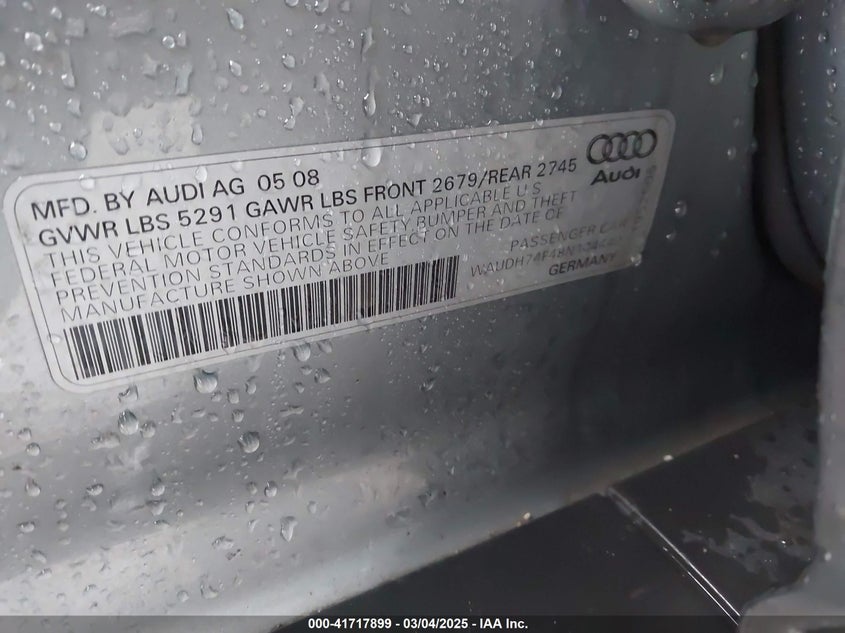 MFD. BY AUDI AG 05 08
GVWR LBS 5291 GAWR LBS FRONT 2679/REAR 2745
THIS VEHICLE CONFORMS TO ALL APPLICABLE U.S.
FEDERAL MOTOR VEHICLE SAFETY BUMPER AND THEFT
PREVENTION STANDARDS IN EFFECT ON THE DATE OF
MANUFACTURE SHOWN ABOVE
Audi
PASSENGER CAR
GERMANY
000-41717899 - 03/04/2025 - IAA Inc.